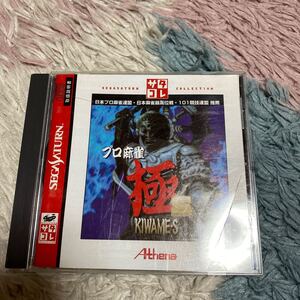 SEGASATURN COLLECTION
サタコレ
日本プロ麻雀連盟・日本麻雀最高位戦・101競技連盟 推薦
プロ麻雀
極
KIWAME・S
Athena
SEGA SATURN
サタコレ